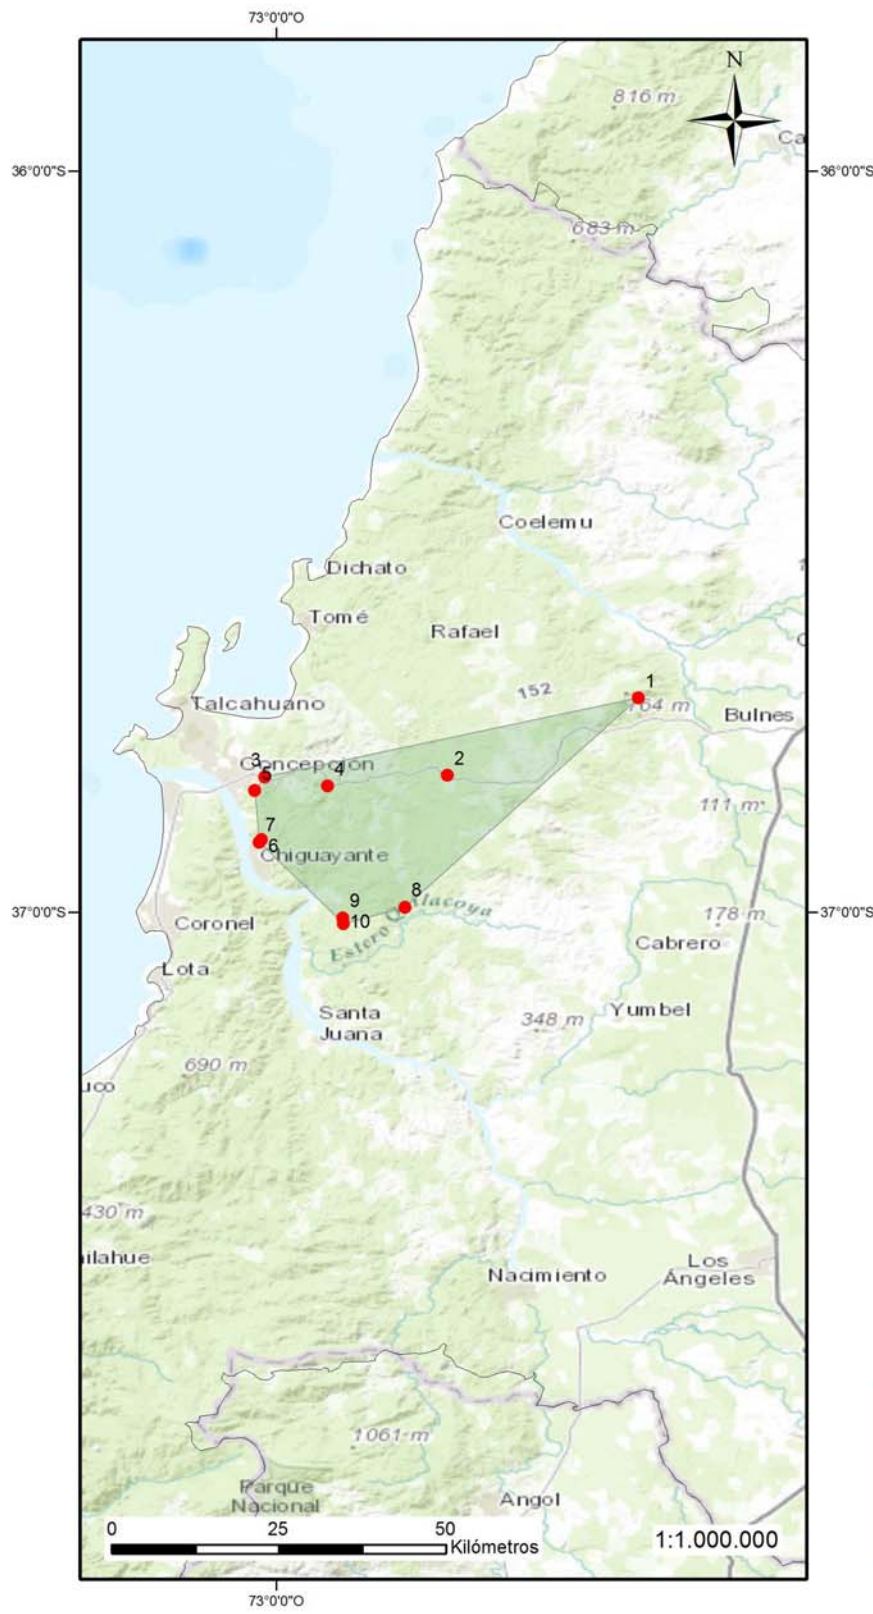 73°0'0"O
N
816 m
Ca
36°0'0"S
36°0'0"S
683 m
Coelemu
Dichato
Tomé
Rafael
1
152
764 m
Talcahuano
Bulnes
3
Concepción
2
5
4
111 m
7
6
Chiguayante
8
9
37°0'0"S
37°0'0"S
10
178 m
Coronel
Cabrero
Lota
Santa
Juana
348 m
Yumbel
690 m
uco
430 m
ilahue
Los
Ángeles
Nacimiento
1061 m
Parque
Nacional
Angol
0
25
50
Kilómetros
1:1.000.000
73°0'0"O